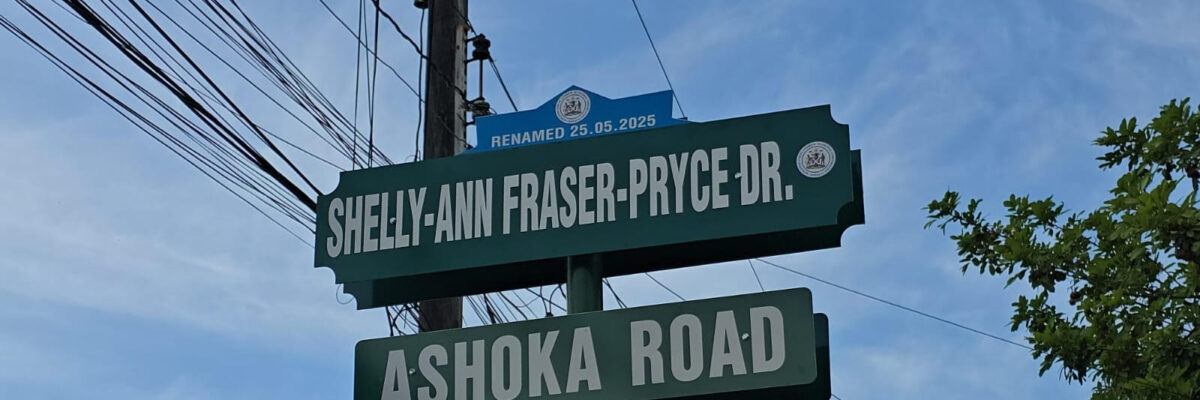 RENAMED 25.05.2025
SHELLY-ANN FRASER-PRYCE DR.
ASHOKA ROAD